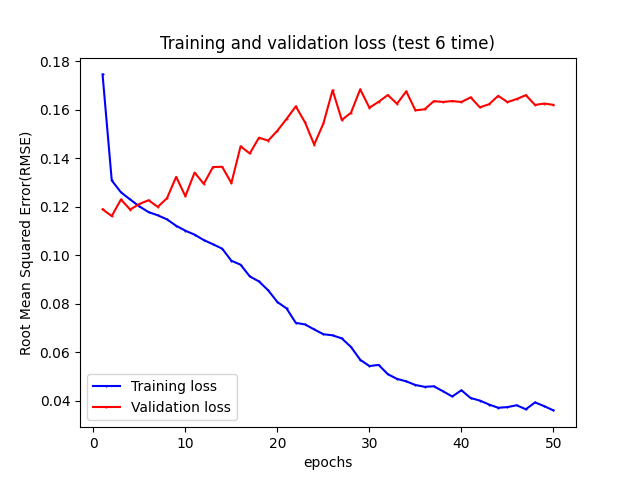 Training and validation loss (test 6 time)
Root Mean Squared Error(RMSE)
0.18
0.16
0.14
0.12
0.10
0.08
0.06
0.04
Training loss
Validation loss
0
10
20
30
40
50
epochs